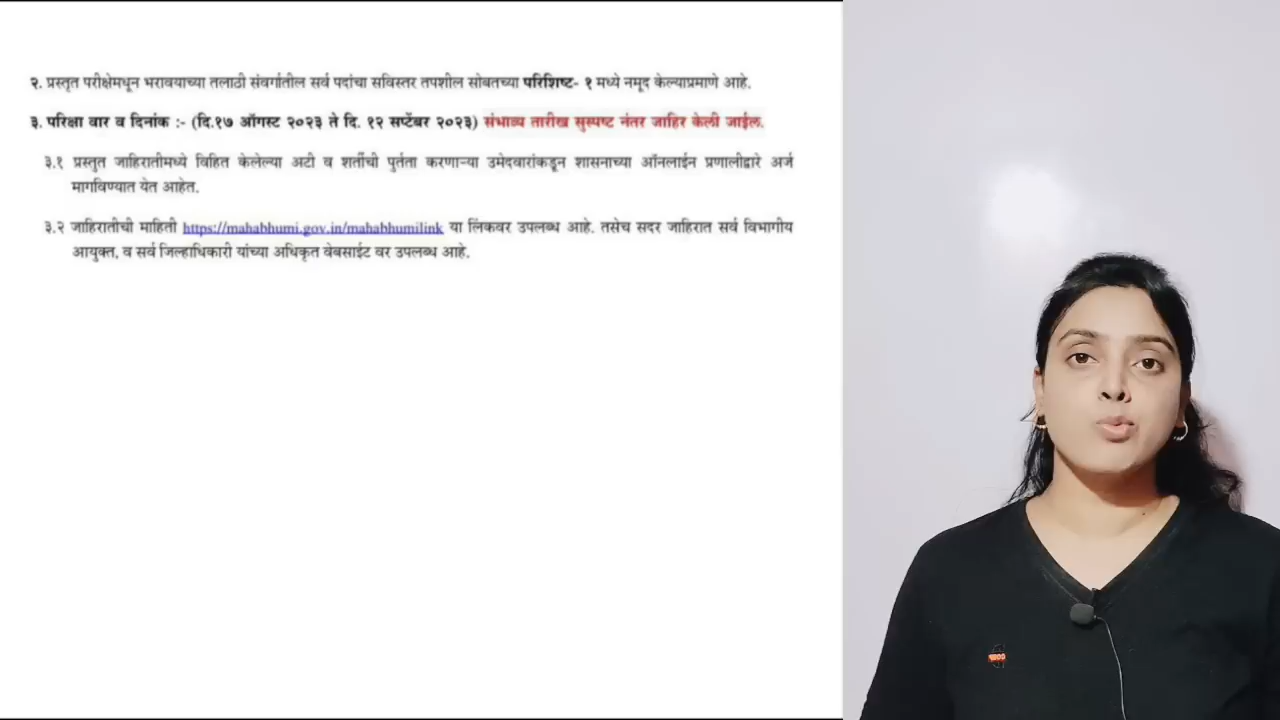 २. प्रस्तुत परीक्षेमधून भरावयाच्या तलाठी संवर्गातील सर्व पदांचा सविस्तर तपशील सोबतच्या परिशिष्ट- १ मध्ये नमूद केल्याप्रमाणे आहे.
३. परिक्षा वार व दिनांक :- (दि.१७ ऑगस्ट २०२३ ते दि. १२ सप्टेंबर २०२३) संभाव्य तारीख सुस्पष्ट नंतर जाहिर केली जाईल.
३.१ प्रस्तुत जाहिरातीमध्ये विहित केलेल्या अटी व शर्तीची पुर्तता करणाऱ्या उमेदवारांकडून शासनाच्या ऑनलाईन प्रणालीद्वारे अर्ज
मागविण्यात येत आहेत.
३.२ जाहिरातीची माहिती https://mahabhumi.gov.in/mahabhumilink या लिंकवर उपलब्ध आहे. तसेच सदर जाहिरात सर्व विभागीय
आयुक्त, व सर्व जिल्हाधिकारी यांच्या अधिकृत वेबसाईट वर उपलब्ध आहे.